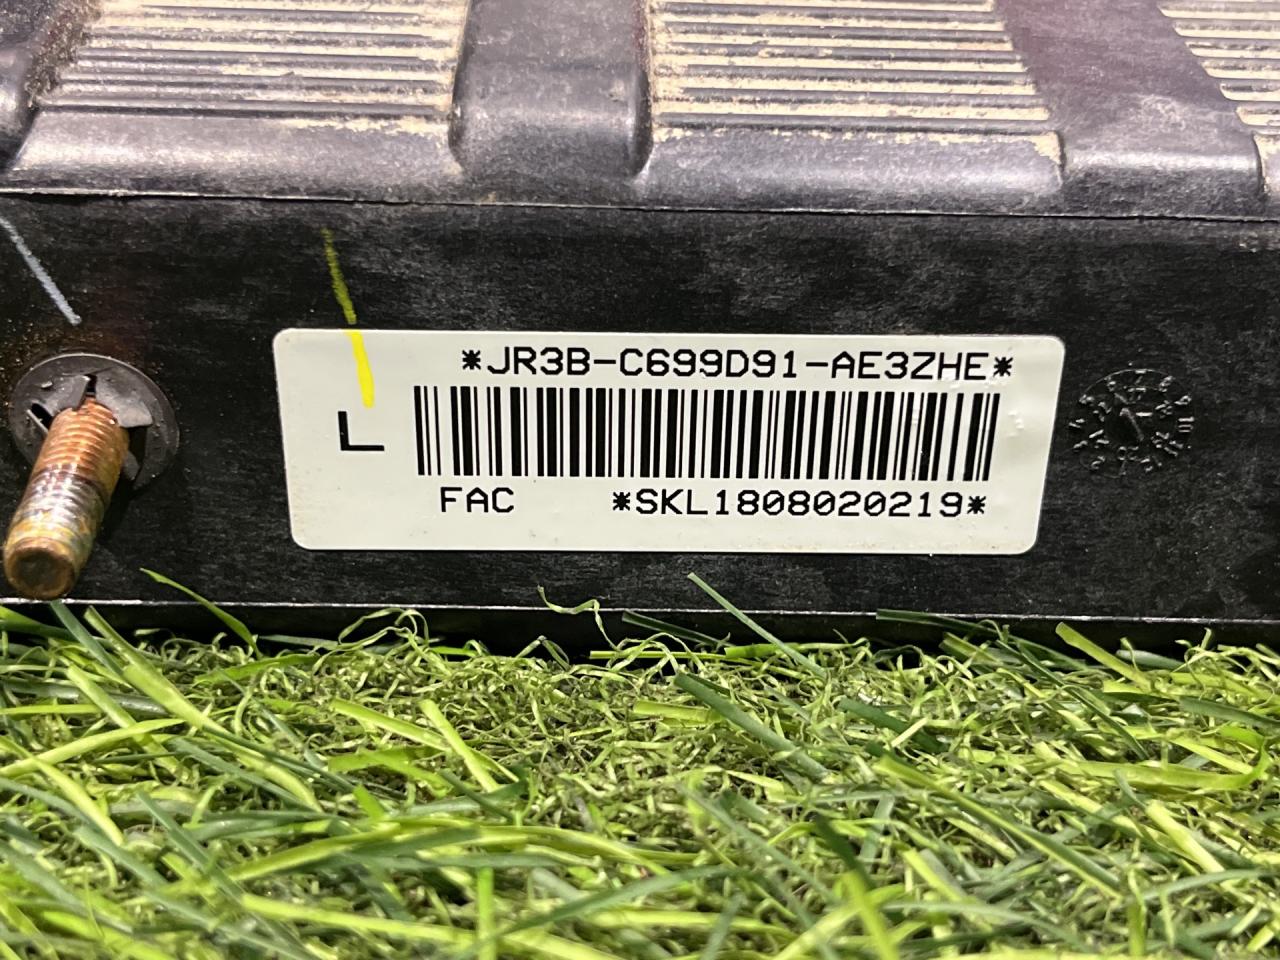 *JR3B-C699D91-AE3ZHE*
L
FAC *SKL1808020219*